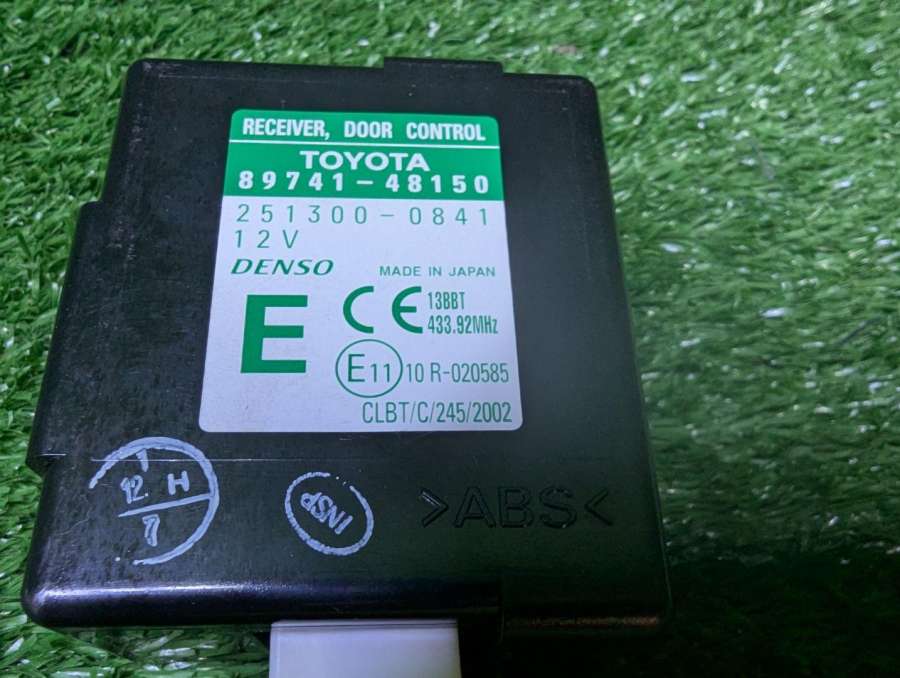 RECEIVER, DOOR CONTROL
TOYOTA
89741-48150
251300-0841
12V
DENSO MADE IN JAPAN
E CE 13BBT
433.92MHz
E11 10 R-020585
CLBT/C/245/2002
12 H
7
INSP
>ABS<